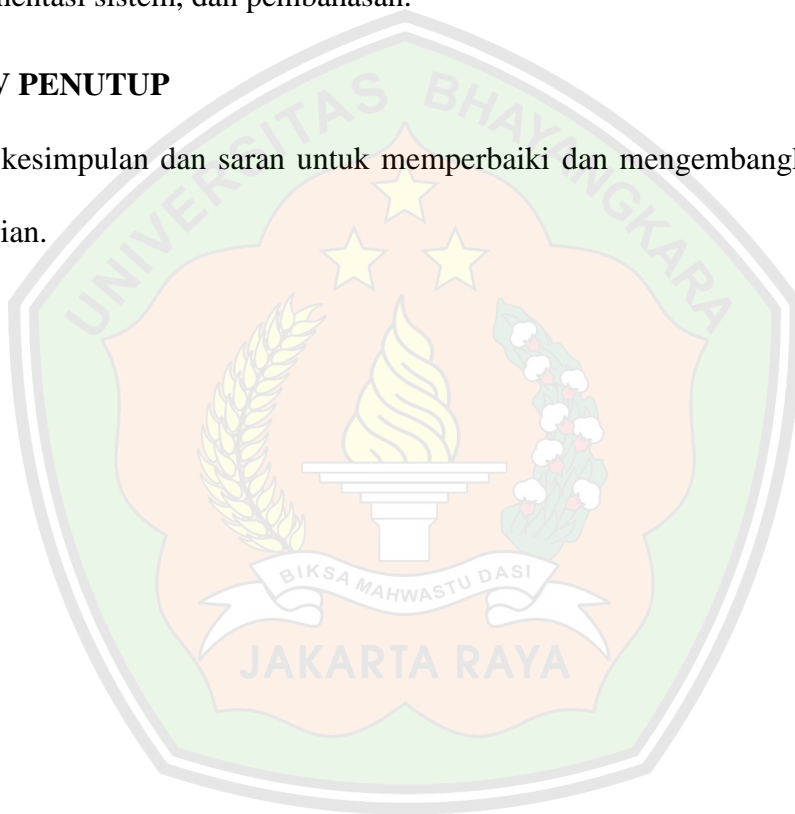 mentasi sistem, dan pembahasan.
V PENUTUP
kesimpulan dan saran untuk memperbaiki dan mengembang
ian.
UNIVERSITAS BHAYANGKARA
BIKSA MAHWASTU DASI
JAKARTA RAYA